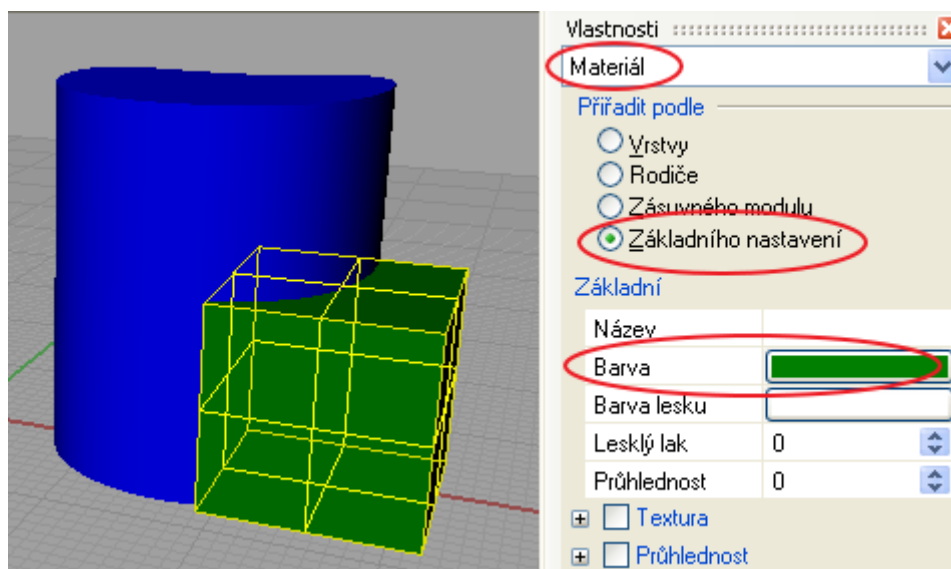 Vlastnosti
Materiál
Přiřadit podle
Vrstvy
Rodiče
Zásuvného modulu
Základního nastavení
Základní
Název
Barva
Barva lesku
Lesklý lak 0
Průhlednost 0
Textura
Průhlednost